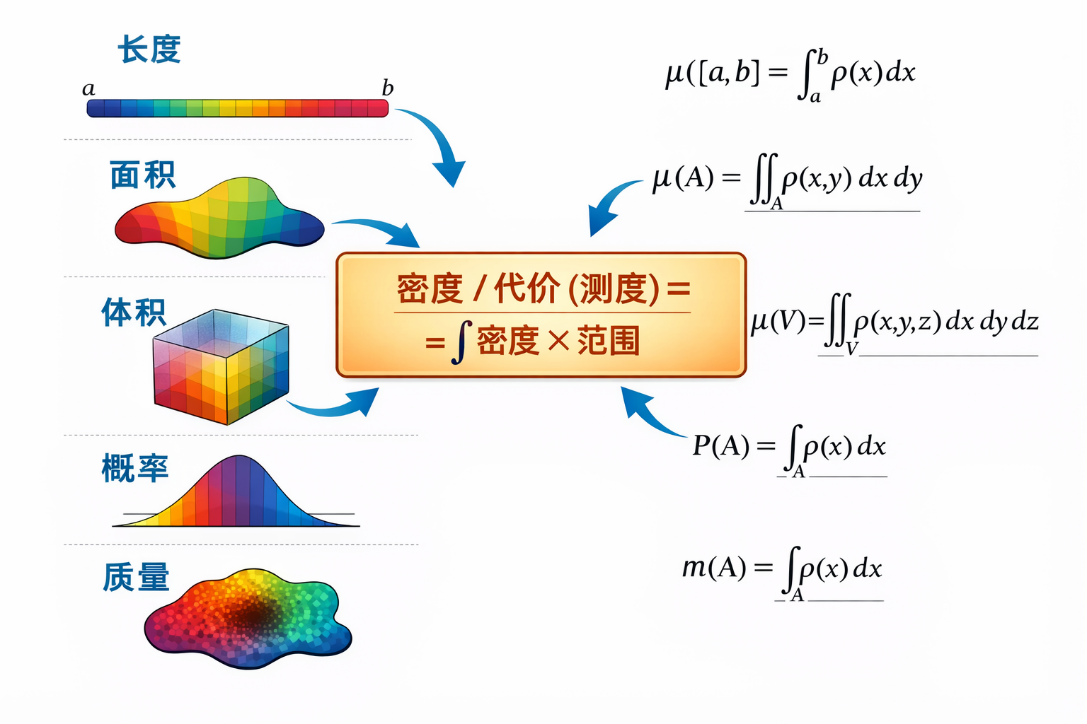 长度
a b
面积
体积
概率
质量
密度 / 代价 (测度) =
= ∫ 密度 × 范围
μ([a, b] = ∫_a^b ρ(x) dx
μ(A) = ∬_A ρ(x,y) dx dy
μ(V)=∬_V ρ(x,y,z) dx dy dz
P(A) = ∫_A ρ(x) dx
m(A) = ∫_A ρ(x) dx